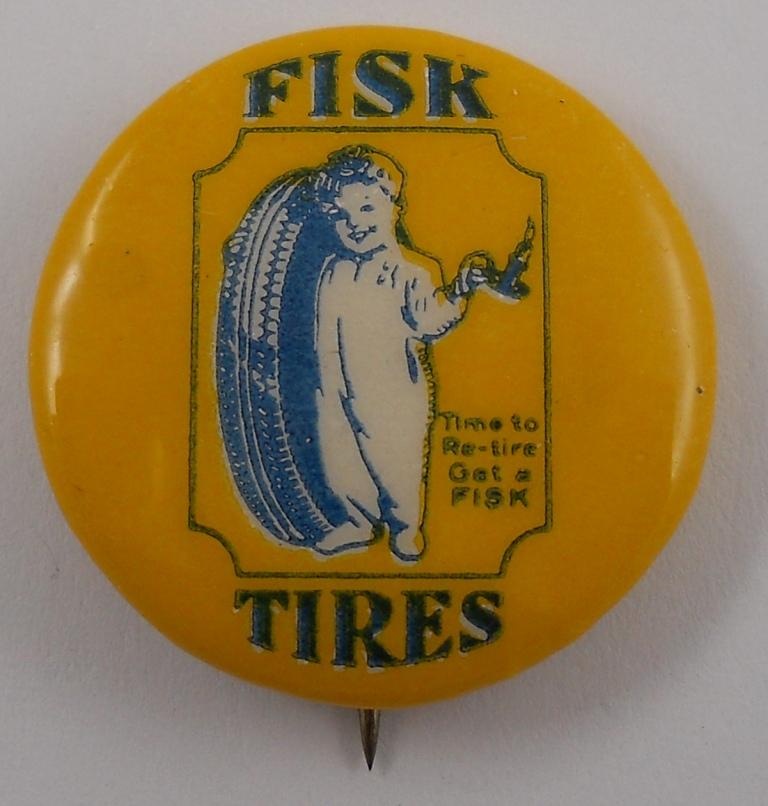 FISK
Time to
Re-tire
Get a
FISK
TIRES